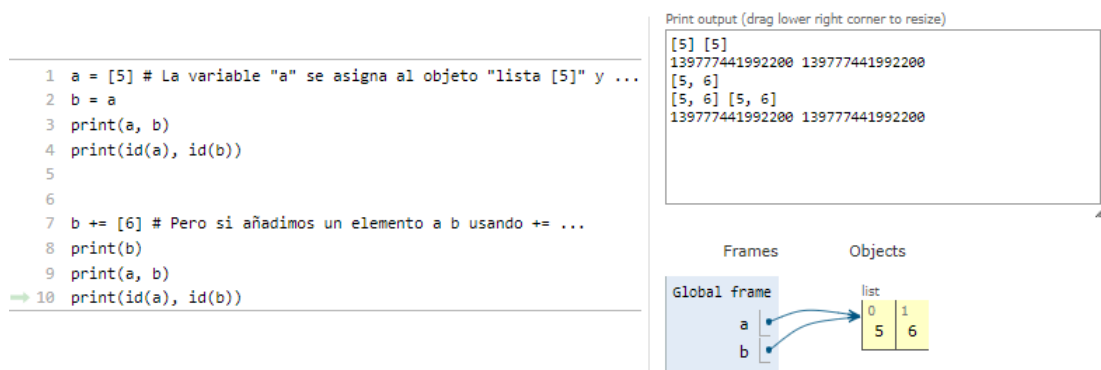 1 a = [5] # La variable "a" se asigna al objeto "lista [5]" y ...
2 b = a
3 print(a, b)
4 print(id(a), id(b))
5
6
7 b += [6] # Pero si añadimos un elemento a b usando += ...
8 print(b)
9 print(a, b)
10 print(id(a), id(b))
Print output (drag lower right corner to resize)
[5] [5]
139777441992200 139777441992200
[5, 6]
[5, 6] [5, 6]
139777441992200 139777441992200
Frames Objects
Global frame
a
b
list
0 1
5 6